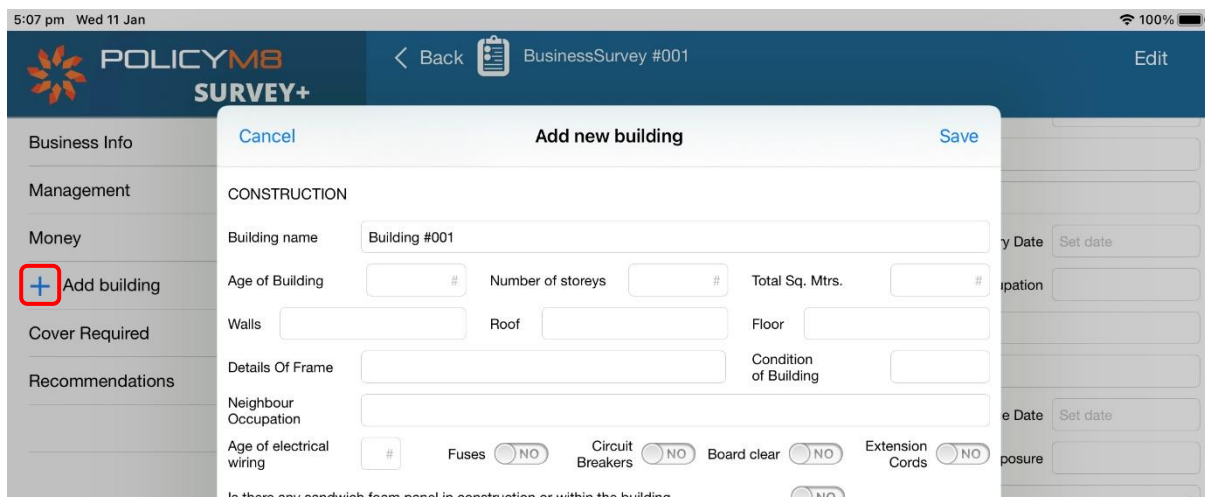 5:07 pm Wed 11 Jan 100%
POLICYM8
SURVEY+
Back BusinessSurvey #001 Edit
Business Info
Management
Money
+ Add building
Cover Required
Recommendations
Cancel Add new building Save
CONSTRUCTION
Building name Building #001
Age of Building # Number of storeys # Total Sq. Mtrs. #
Walls Roof Floor
Details Of Frame Condition of Building
Neighbour Occupation
Age of electrical wiring # Fuses NO Circuit Breakers NO Board clear NO Extension Cords NO
Is there any sandwich foam panel in construction or within the building NO
y Date Set date
upation
e Date Set date
posure